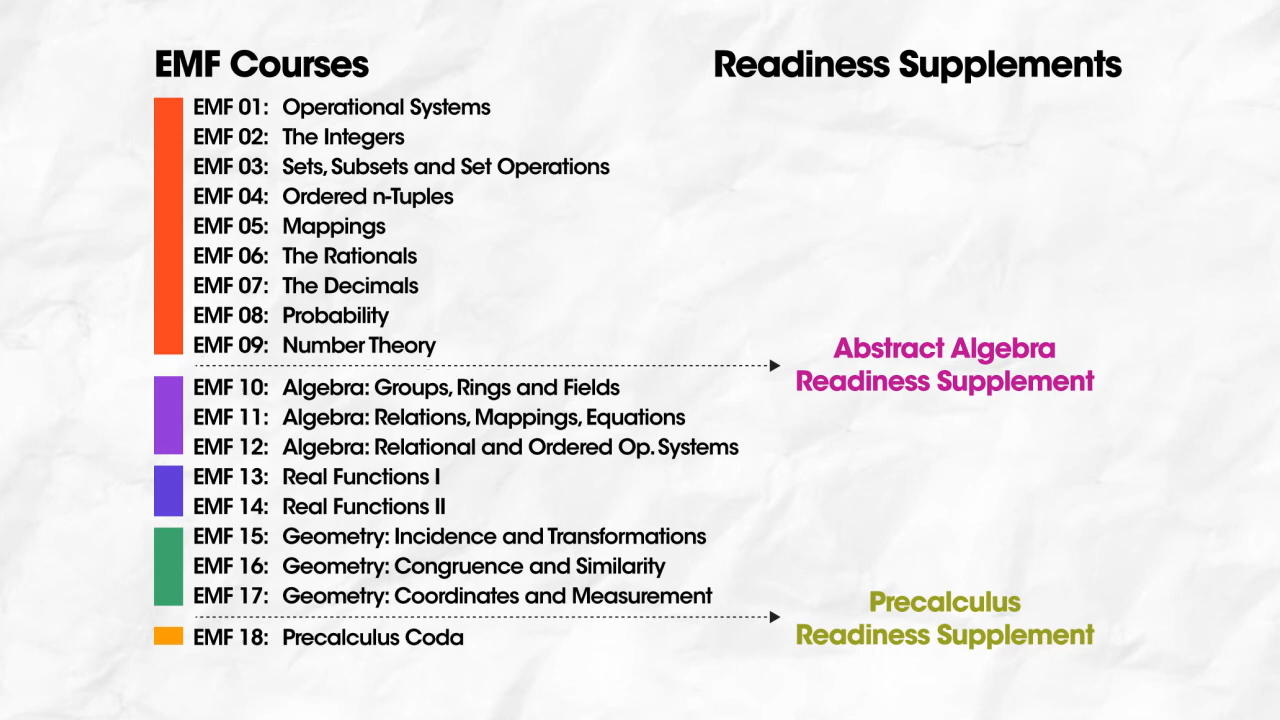 EMF Courses
Readiness Supplements
EMF 01: Operational Systems
EMF 02: The Integers
EMF 03: Sets, Subsets and Set Operations
EMF 04: Ordered n-Tuples
EMF 05: Mappings
EMF 06: The Rationals
EMF 07: The Decimals
EMF 08: Probability
EMF 09: Number Theory
Abstract Algebra
Readiness Supplement
EMF 10: Algebra: Groups, Rings and Fields
EMF 11: Algebra: Relations, Mappings, Equations
EMF 12: Algebra: Relational and Ordered Op. Systems
EMF 13: Real Functions I
EMF 14: Real Functions II
EMF 15: Geometry: Incidence and Transformations
EMF 16: Geometry: Congruence and Similarity
EMF 17: Geometry: Coordinates and Measurement
Precalculus
Readiness Supplement
EMF 18: Precalculus Coda